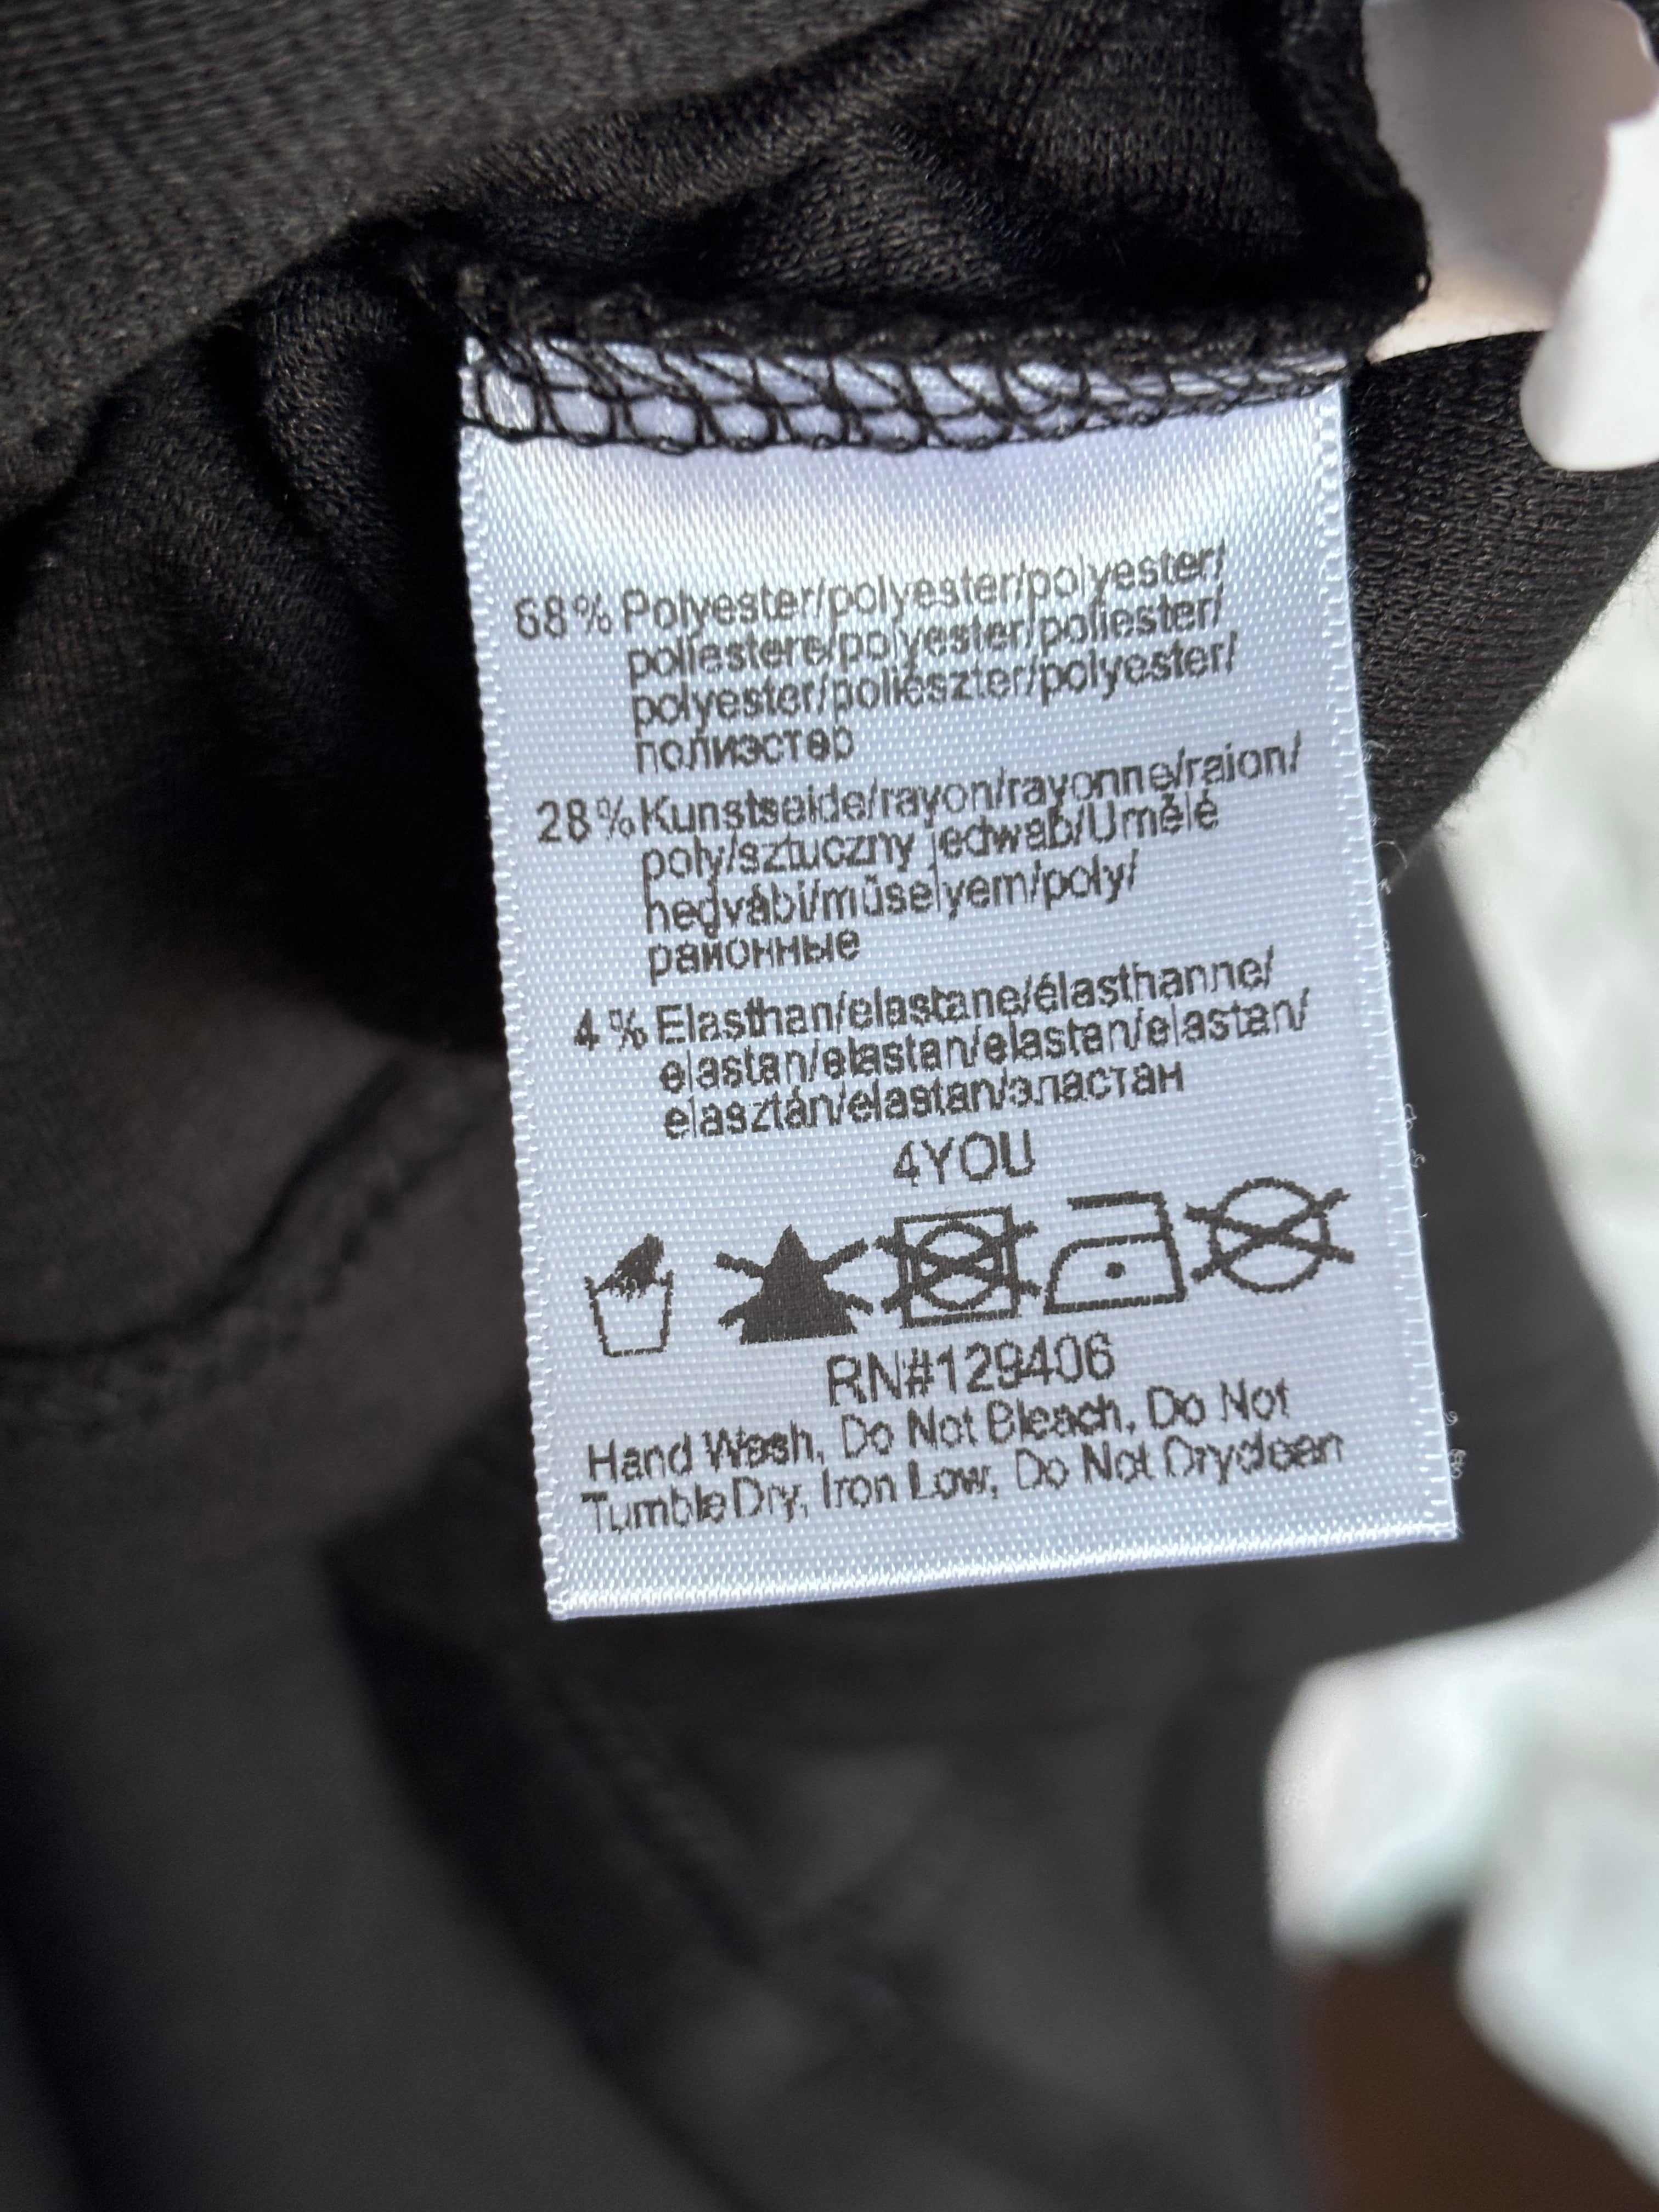 68% Polyester/polyester/polyester/
poliestere/polyester/poliester/
polyester/poliészter/polyester/
полиэстер
28% Kunstseide/rayon/rayonne/raion/
poly/sztuczny jedwab/Umělé
hedvábí/műselyem/poly/
районные
4% Elasthan/elastane/élasthanne/
elastan/elastan/elastan/elastan/
elasztán/elastan/эластан
4YOU
RN#129406
Hand Wash, Do Not Bleach, Do Not
Tumble Dry, Iron Low, Do Not Dryclean